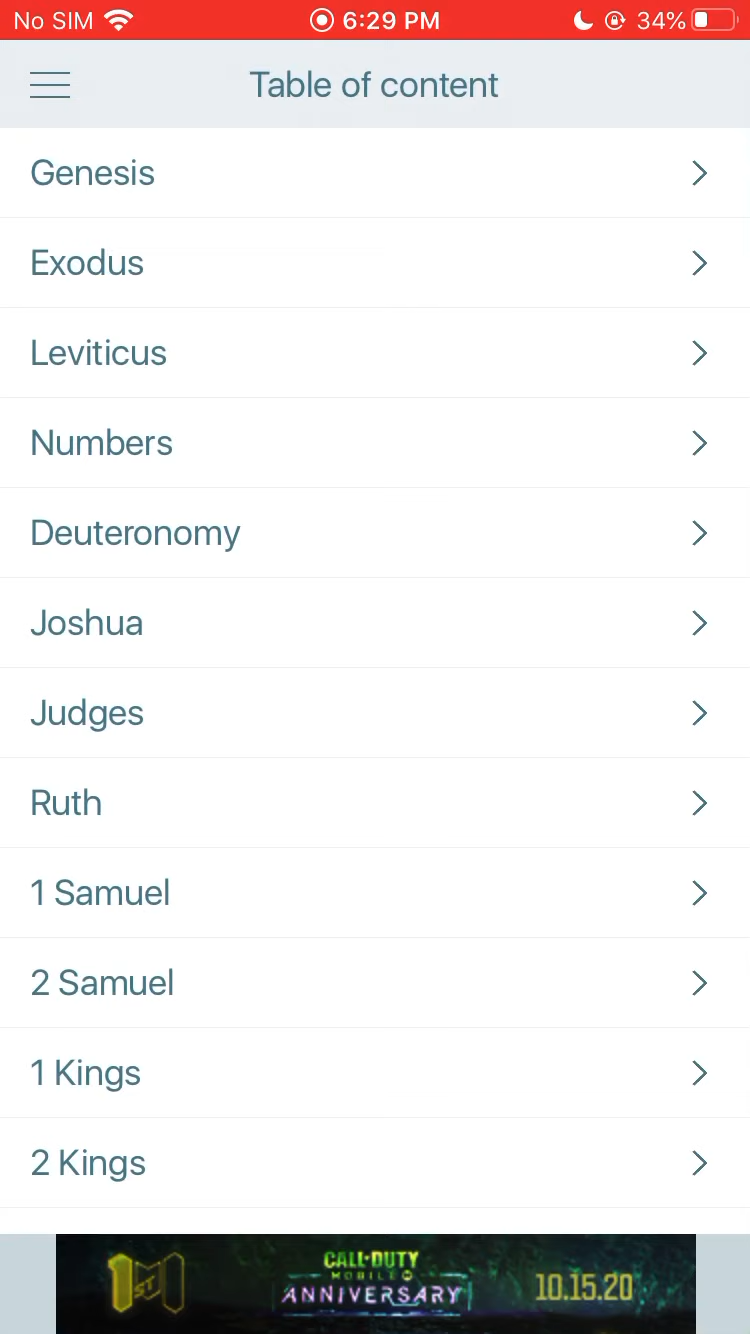 No SIM 6:29 PM 34%
Table of content
Genesis
Exodus
Leviticus
Numbers
Deuteronomy
Joshua
Judges
Ruth
1 Samuel
2 Samuel
1 Kings
2 Kings
1ST
CALL·DUTY
MOBILE
ANNIVERSARY
10.15.20